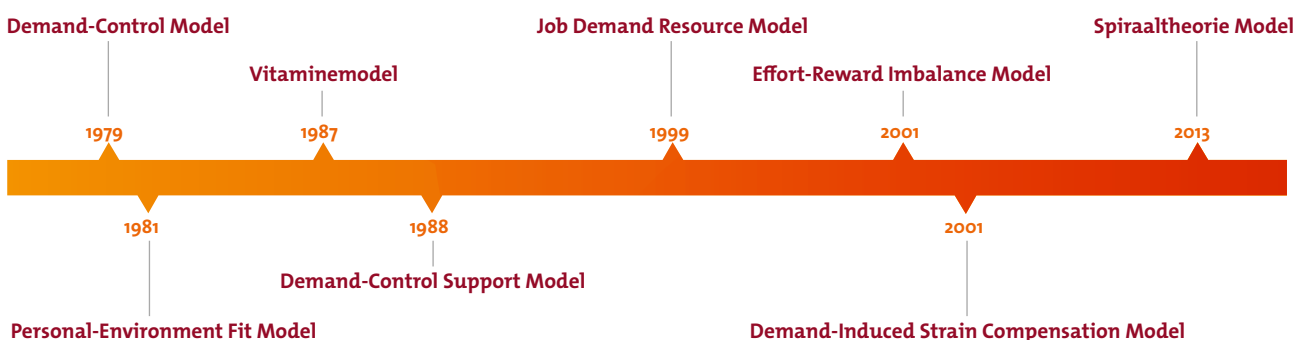 Demand-Control Model
Job Demand Resource Model
Spiraaltheorie Model
Vitaminemodel
Effort-Reward Imbalance Model
1979
1987
1999
2001
2013
1981
1988
2001
Demand-Control Support Model
Personal-Environment Fit Model
Demand-Induced Strain Compensation Model